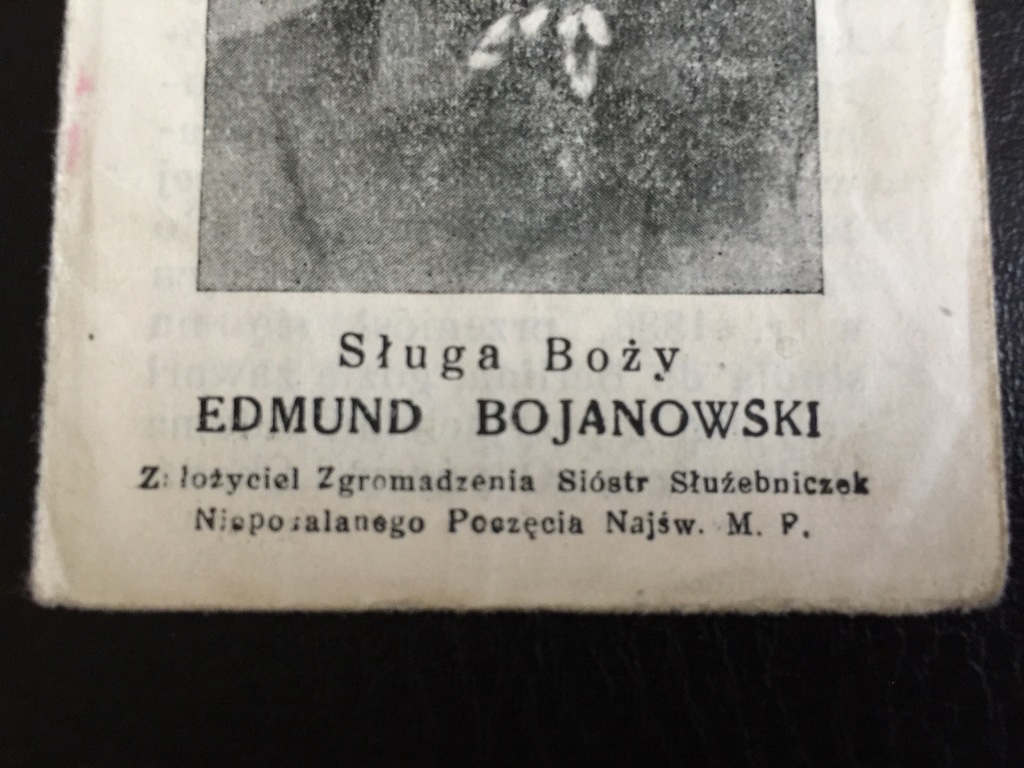 Sługa Boży
EDMUND BOJANOWSKI
Założyciel Zgromadzenia Sióstr Służebniczek
Niepokalanego Poczęcia Najśw. M. P.